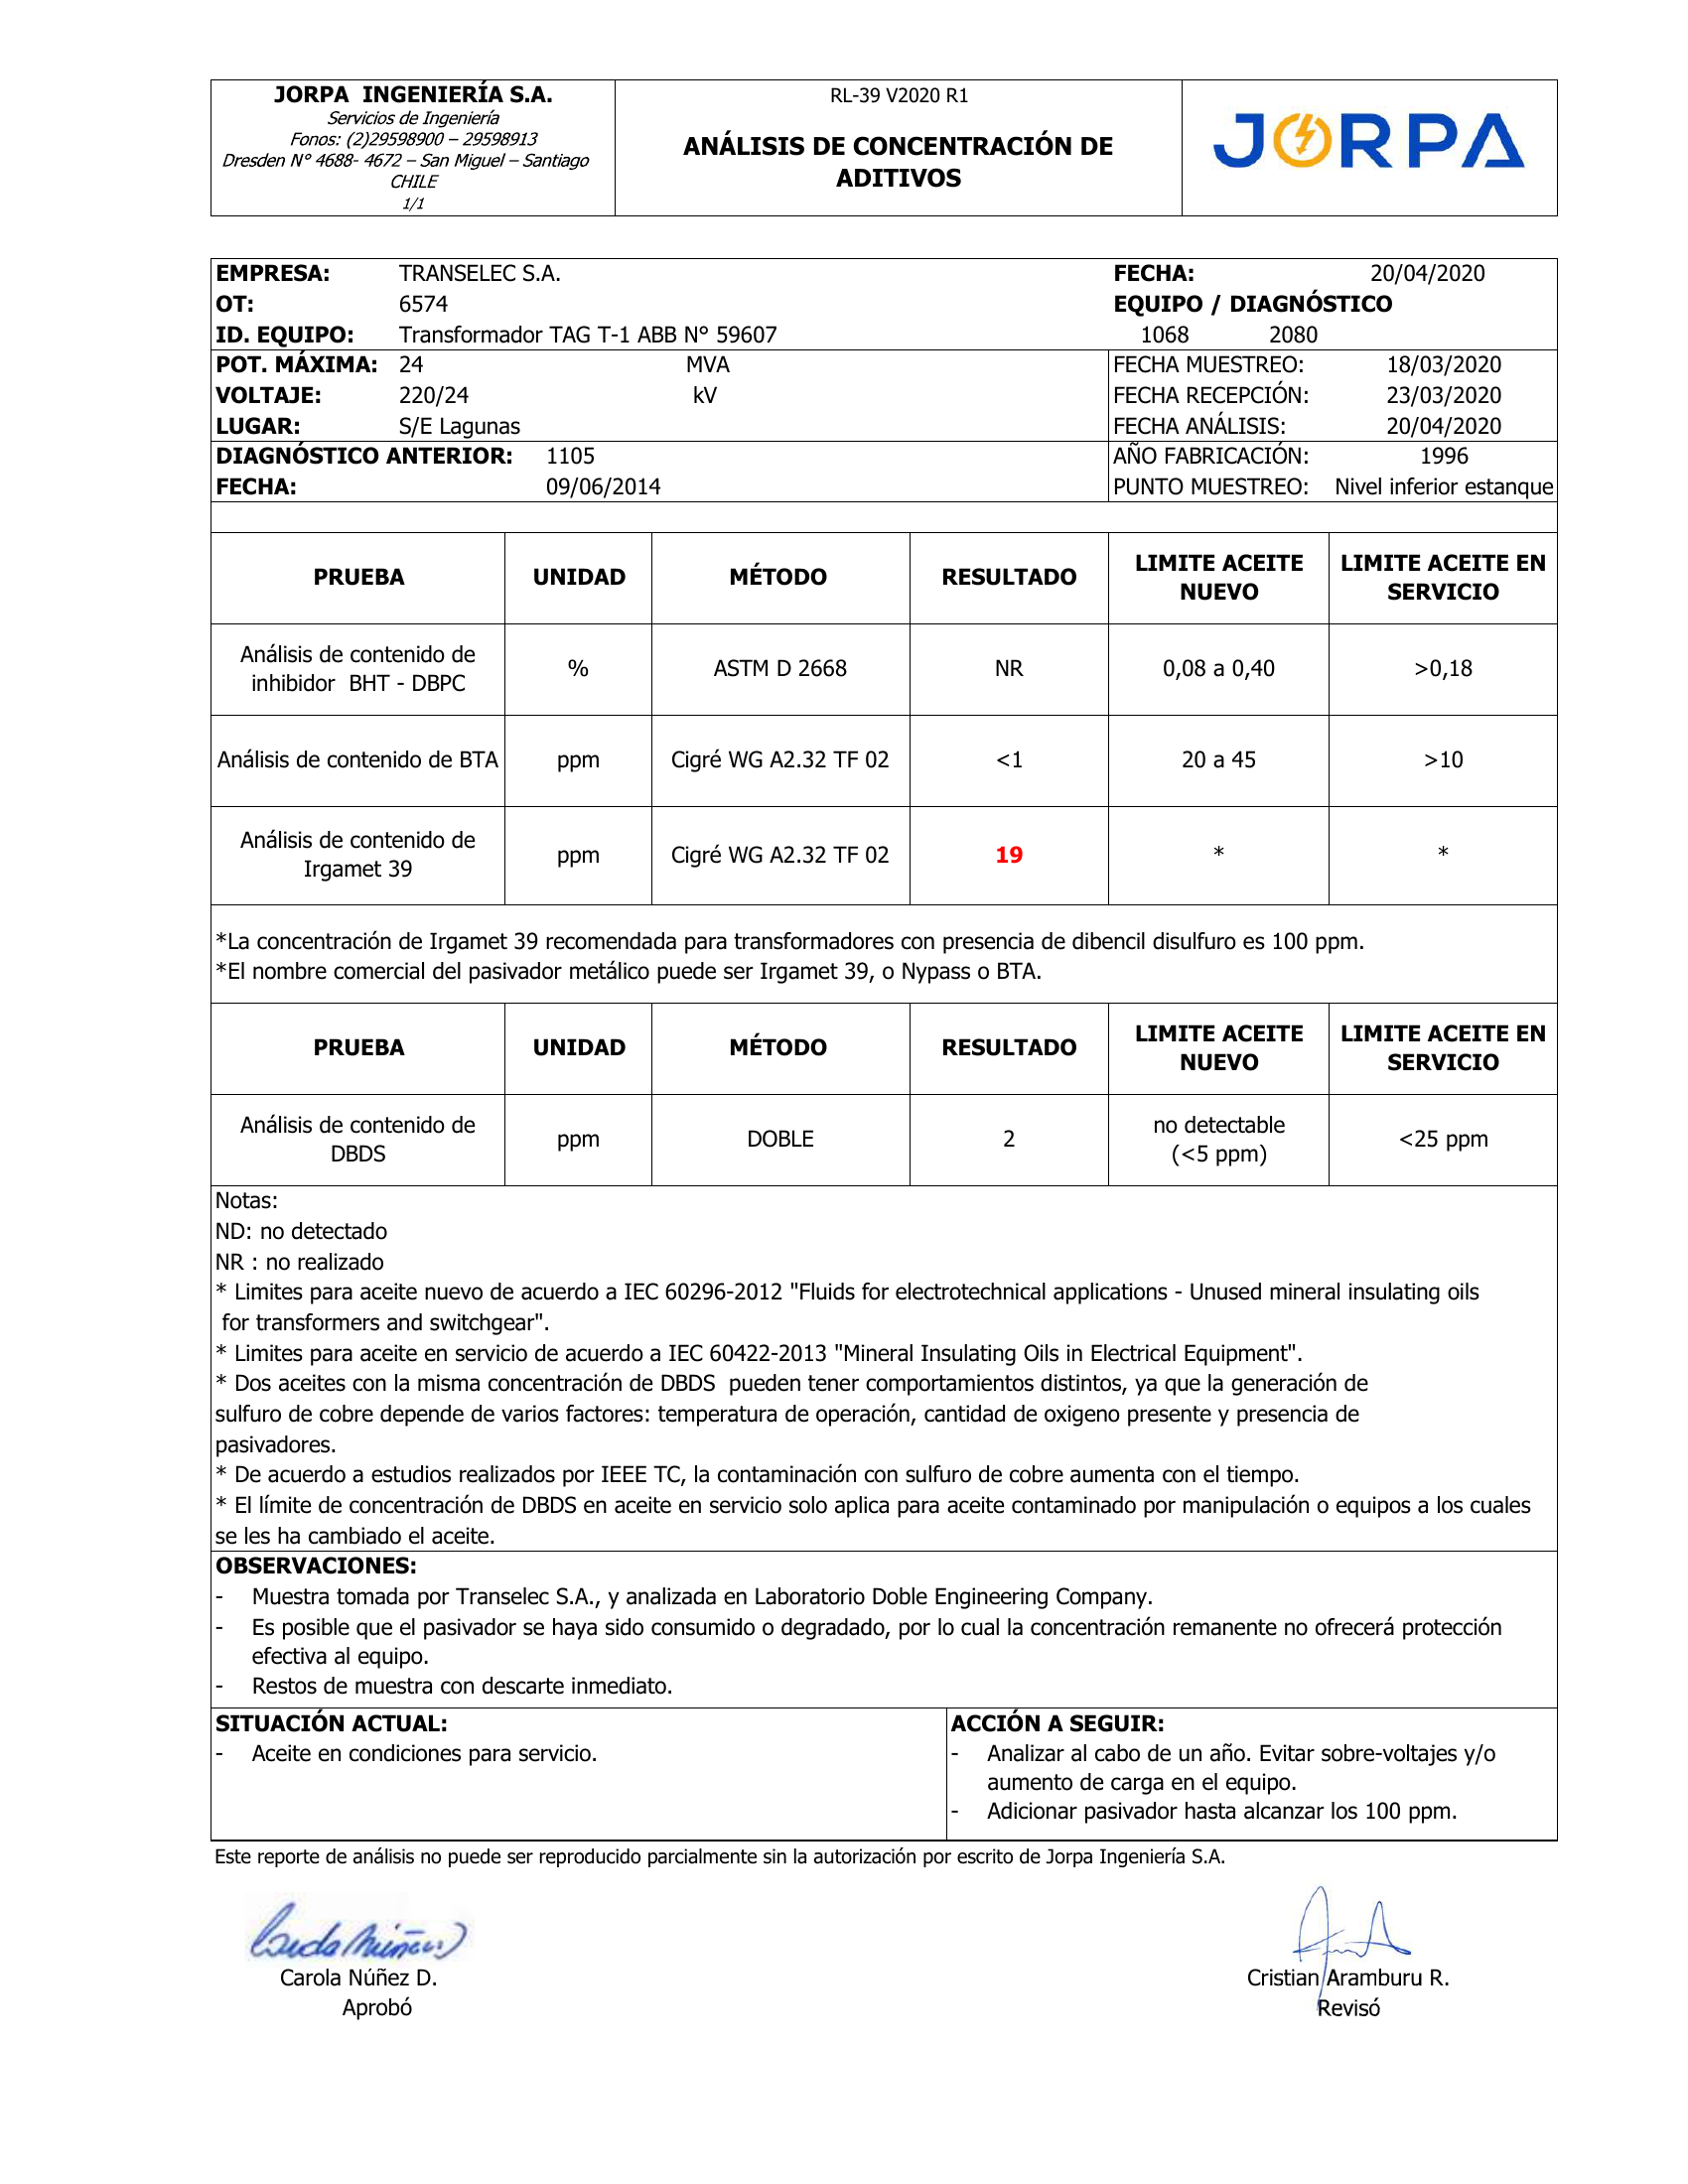 JORPA INGENIERÍA S.A.
Servicios de Ingeniería
Fonos: (2)29598900 – 29598913
Dresden N° 4688- 4672 – San Miguel – Santiago
CHILE
1/1
RL-39 V2020 R1
ANÁLISIS DE CONCENTRACIÓN DE
ADITIVOS
JORPA
EMPRESA: TRANSELEC S.A. FECHA: 20/04/2020
OT: 6574 EQUIPO / DIAGNÓSTICO
ID. EQUIPO: Transformador TAG T-1 ABB N° 59607 1068 2080
POT. MÁXIMA: 24 MVA FECHA MUESTREO: 18/03/2020
VOLTAJE: 220/24 kV FECHA RECEPCIÓN: 23/03/2020
LUGAR: S/E Lagunas FECHA ANÁLISIS: 20/04/2020
DIAGNÓSTICO ANTERIOR: 1105 AÑO FABRICACIÓN: 1996
FECHA: 09/06/2014 PUNTO MUESTREO: Nivel inferior estanque
PRUEBA UNIDAD MÉTODO RESULTADO LIMITE ACEITE NUEVO LIMITE ACEITE EN SERVICIO
Análisis de contenido de inhibidor BHT - DBPC % ASTM D 2668 NR 0,08 a 0,40 >0,18
Análisis de contenido de BTA ppm Cigré WG A2.32 TF 02 <1 20 a 45 >10
Análisis de contenido de Irgamet 39 ppm Cigré WG A2.32 TF 02 19 * *
*La concentración de Irgamet 39 recomendada para transformadores con presencia de dibencil disulfuro es 100 ppm.
*El nombre comercial del pasivador metálico puede ser Irgamet 39, o Nypass o BTA.
PRUEBA UNIDAD MÉTODO RESULTADO LIMITE ACEITE NUEVO LIMITE ACEITE EN SERVICIO
Análisis de contenido de DBDS ppm DOBLE 2 no detectable (<5 ppm) <25 ppm
Notas:
ND: no detectado
NR : no realizado
* Limites para aceite nuevo de acuerdo a IEC 60296-2012 "Fluids for electrotechnical applications - Unused mineral insulating oils
for transformers and switchgear".
* Limites para aceite en servicio de acuerdo a IEC 60422-2013 "Mineral Insulating Oils in Electrical Equipment".
* Dos aceites con la misma concentración de DBDS pueden tener comportamientos distintos, ya que la generación de
sulfuro de cobre depende de varios factores: temperatura de operación, cantidad de oxigeno presente y presencia de
pasivadores.
* De acuerdo a estudios realizados por IEEE TC, la contaminación con sulfuro de cobre aumenta con el tiempo.
* El límite de concentración de DBDS en aceite en servicio solo aplica para aceite contaminado por manipulación o equipos a los cuales
se les ha cambiado el aceite.
OBSERVACIONES:
- Muestra tomada por Transelec S.A., y analizada en Laboratorio Doble Engineering Company.
- Es posible que el pasivador se haya sido consumido o degradado, por lo cual la concentración remanente no ofrecerá protección
efectiva al equipo.
- Restos de muestra con descarte inmediato.
SITUACIÓN ACTUAL:
- Aceite en condiciones para servicio.
ACCIÓN A SEGUIR:
- Analizar al cabo de un año. Evitar sobre-voltajes y/o
aumento de carga en el equipo.
- Adicionar pasivador hasta alcanzar los 100 ppm.
Este reporte de análisis no puede ser reproducido parcialmente sin la autorización por escrito de Jorpa Ingeniería S.A.
Carola Núñez D.
Aprobó
Cristian Aramburu R.
Revisó